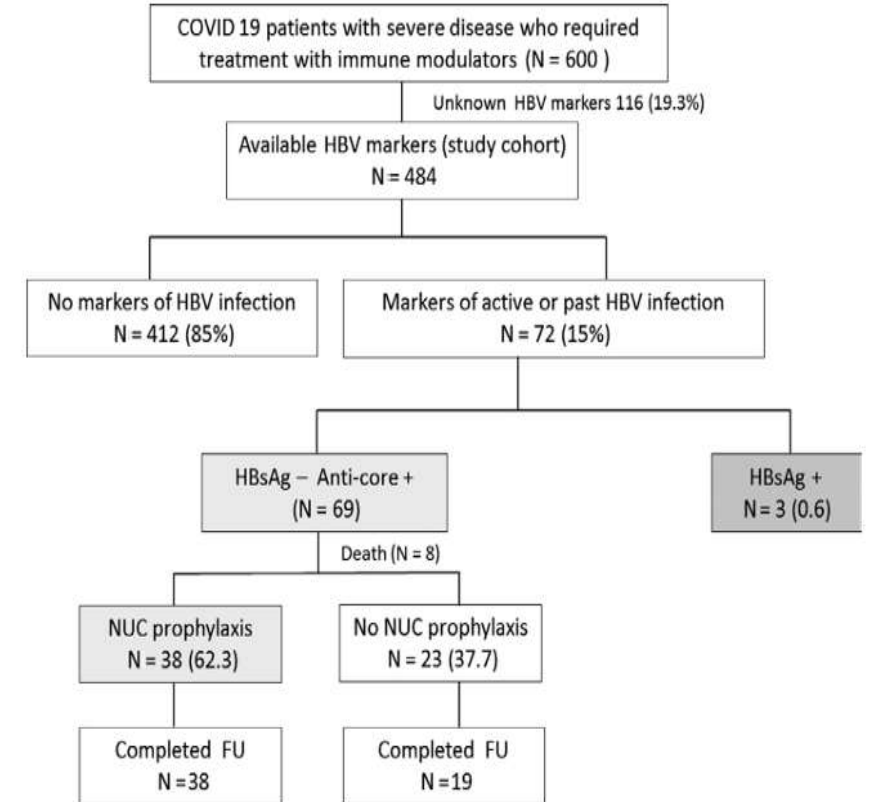 COVID 19 patients with severe disease who required
treatment with immune modulators (N = 600 )
Unknown HBV markers 116 (19.3%)
Available HBV markers (study cohort)
N = 484
No markers of HBV infection
N = 412 (85%)
Markers of active or past HBV infection
N = 72 (15%)
HBsAg – Anti-core +
(N = 69)
HBsAg +
N = 3 (0.6)
Death (N = 8)
NUC prophylaxis
N = 38 (62.3)
No NUC prophylaxis
N = 23 (37.7)
Completed FU
N =38
Completed FU
N =19